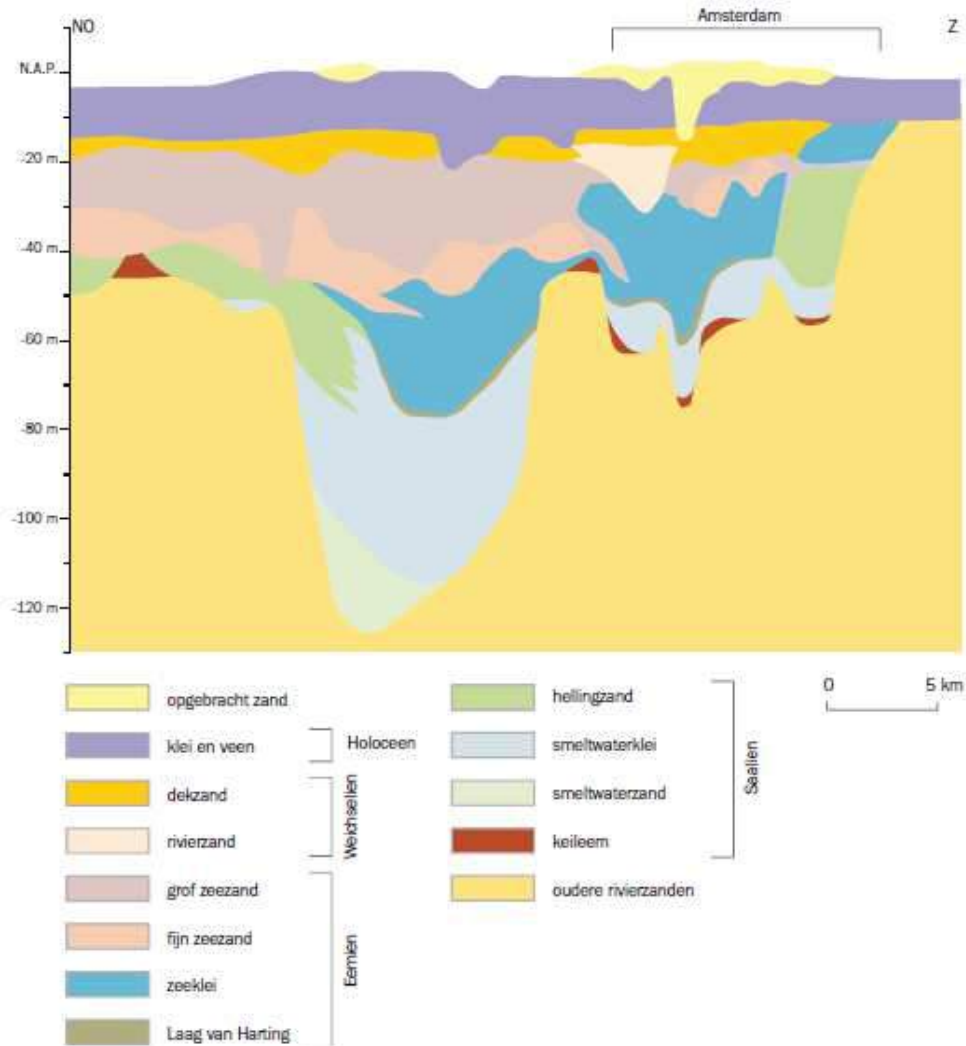 NO
Amsterdam
Z
N.A.P.
-20 m
-40 m
-60 m
-80 m
-100 m
-120 m
opgebracht zand
klei en veen
Holoceen
dekzand
rivierzand
Weichselien
grof zeezand
fijn zeezand
zeeklei
Laag van Harting
Eemien
hellingzand
smeltwaterklei
smeltwaterzand
keileem
Saalien
oudere rivierzanden
0 5 km